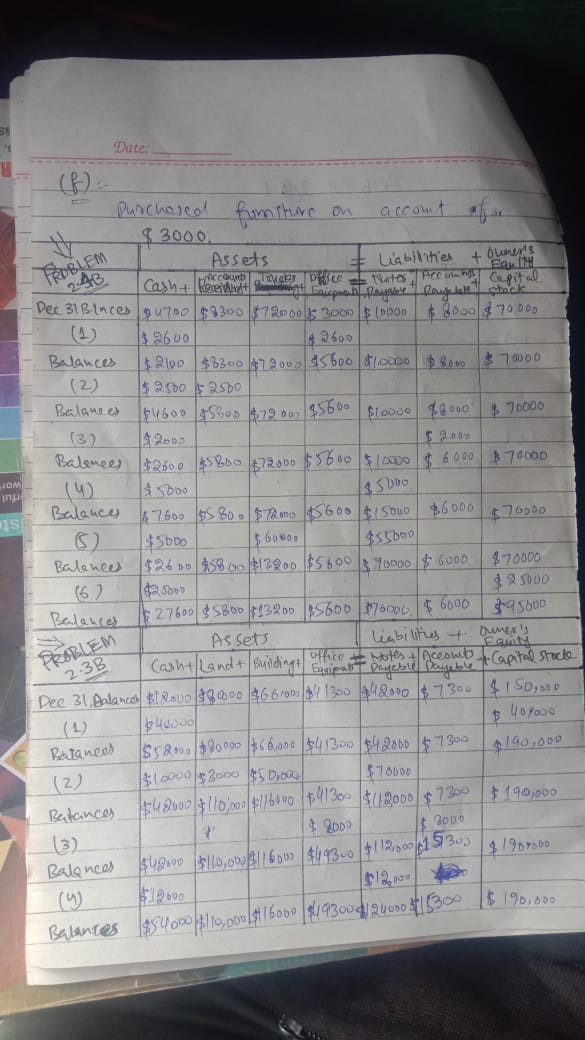 Date:
(f) :-
Purchased furniture on account of for
$3000.
PROBLEM 2.4B
Assets = Liabilities + Owner's Equity
Cash + Accounts Receivable + Trucks + Office Equipment = Notes Payable + Accounts Payable + Capital stock
Dec 31 Blnces $4700 $3300 $72000 $3000 $10000 $8000 $70000
(1) $2600 $2600
Balances $2100 $3300 $72000 $5600 $10000 $8000 $70000
(2) $2500 $2500
Balances $4600 $5800 $72000 $5600 $10000 $8000 $70000
(3) $2000 $2000
Balances $2600 $5800 $72000 $5600 $10000 $6000 $70000
(4) $5000 $5000
Balances $7600 $5800 $72000 $5600 $15000 $6000 $70000
(5) $5000 $60000 $55000
Balances $2600 $5800 $13200 $5600 $70000 $6000 $70000
(6) $25000 $25000
Balances $27600 $5800 $13200 $5600 $70000 $6000 $95000
PROBLEM 2.3B
Assets Liabilities + Owner's Equity
Cash + Land + Building + Office Equipment = Notes Payable + Accounts Payable + Capital stock
Dec 31, Balances $12000 $66,000 $41300 $42000 $7300 $150,000
(1) $40000 $40,000
Balances $52000 $80000 $66,000 $41300 $42000 $7300 $190,000
(2) $10000 $3000 $50,000 $70000
Balances $42000 $110,000 $116000 $41300 $112000 $7300 $190,000
(3) $8000 $8000
Balances $42000 $110,000 $116000 $49300 $112,000 $15300 $190,000
(4) $12000 $12,000
Balances $54000 $110,000 $116000 $49300 $124000 $15300 $190,000